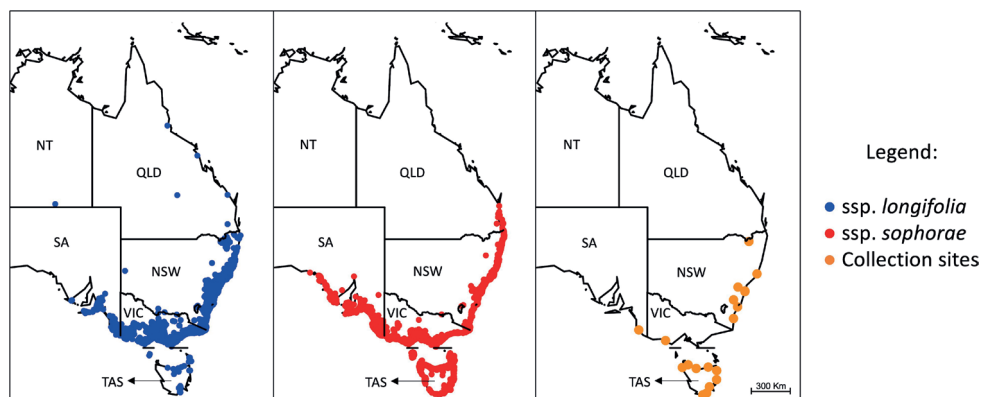 NT
QLD
SA
NSW
VIC
TAS
NT
QLD
SA
NSW
VIC
TAS
NT
QLD
SA
NSW
VIC
TAS
300 Km
Legend:
ssp. longifolia
ssp. sophorae
Collection sites